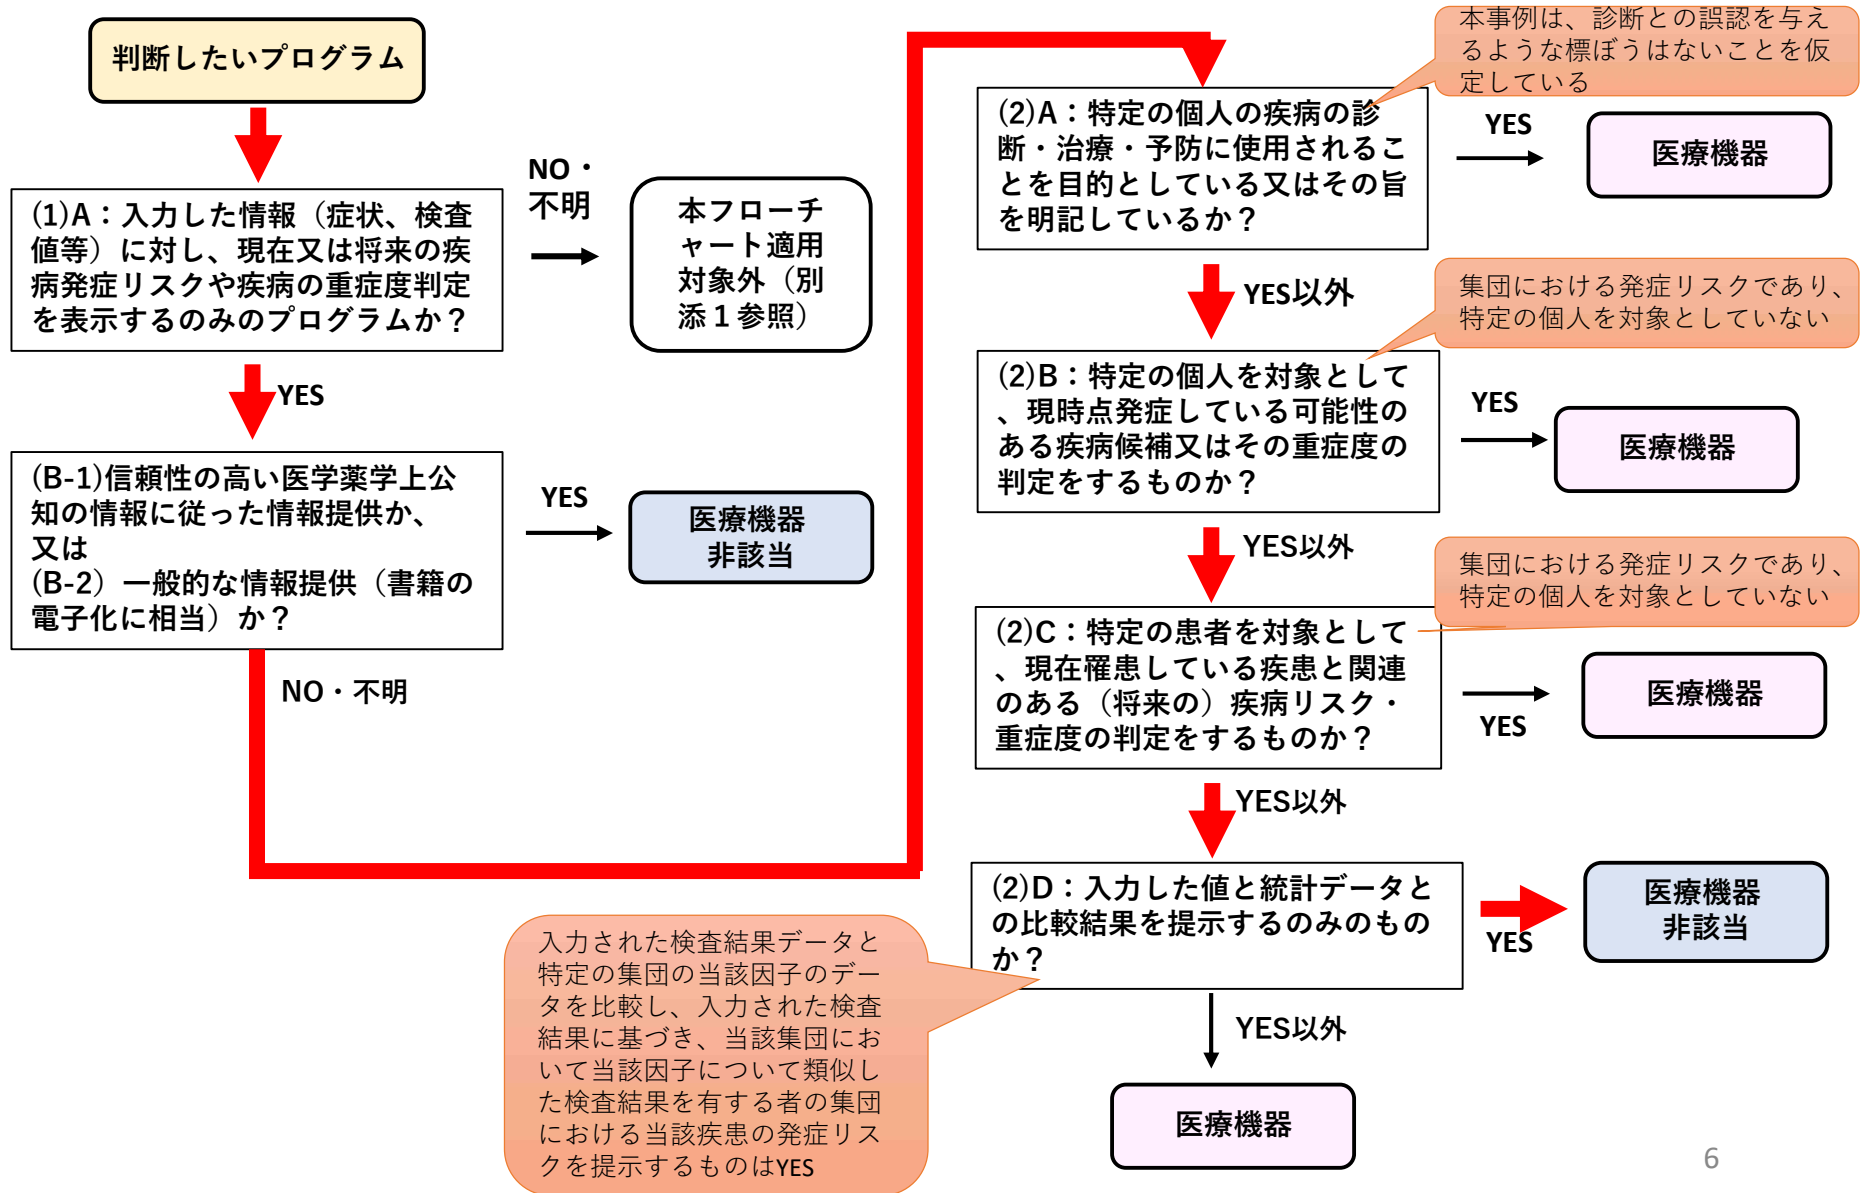 判断したいプログラム
(1)A：入力した情報（症状、検査
値等）に対し、現在又は将来の疾
病発症リスクや疾病の重症度判定
を表示するのみのプログラムか？
NO・
不明
本フローチ
ャート適用
対象外（別
添１参照）
YES
(B-1)信頼性の高い医学薬学上公
知の情報に従った情報提供か、
又は
(B-2）一般的な情報提供（書籍の
電子化に相当）か？
YES
医療機器
非該当
NO・不明
本事例は、診断との誤認を与え
るような標ぼうはないことを仮
定している
(2)A：特定の個人の疾病の診
断・治療・予防に使用されるこ
とを目的としている又はその旨
を明記しているか？
YES
医療機器
YES以外
集団における発症リスクであり、
特定の個人を対象としていない
(2)B：特定の個人を対象として
、現時点発症している可能性の
ある疾病候補又はその重症度の
判定をするものか？
YES
医療機器
YES以外
集団における発症リスクであり、
特定の個人を対象としていない
(2)C：特定の患者を対象として
、現在罹患している疾患と関連
のある（将来の）疾病リスク・
重症度の判定をするものか？
YES
医療機器
YES以外
(2)D：入力した値と統計データと
の比較結果を提示するのみのもの
か？
YES
医療機器
非該当
入力された検査結果データと
特定の集団の当該因子のデー
タを比較し、入力された検査
結果に基づき、当該集団にお
いて当該因子について類似し
た検査結果を有する者の集団
における当該疾患の発症リス
クを提示するものはYES
YES以外
医療機器
6